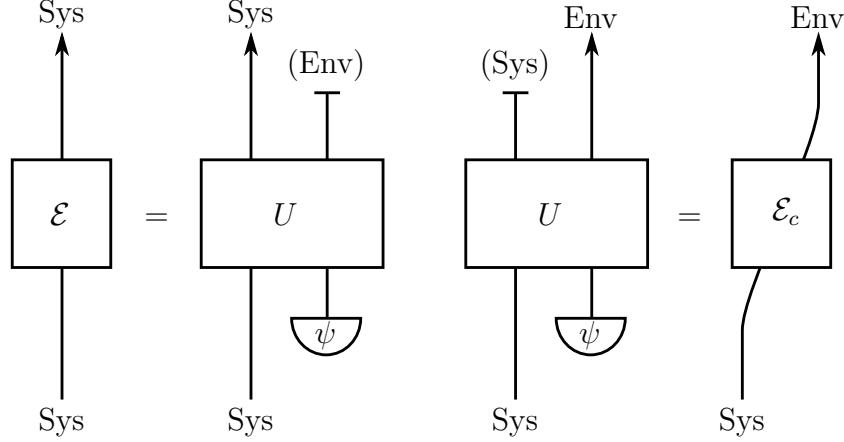 Sys Sys Env Env
(Env) (Sys)
ℰ = U U = ℰ_c
ψ ψ
Sys Sys Sys Sys